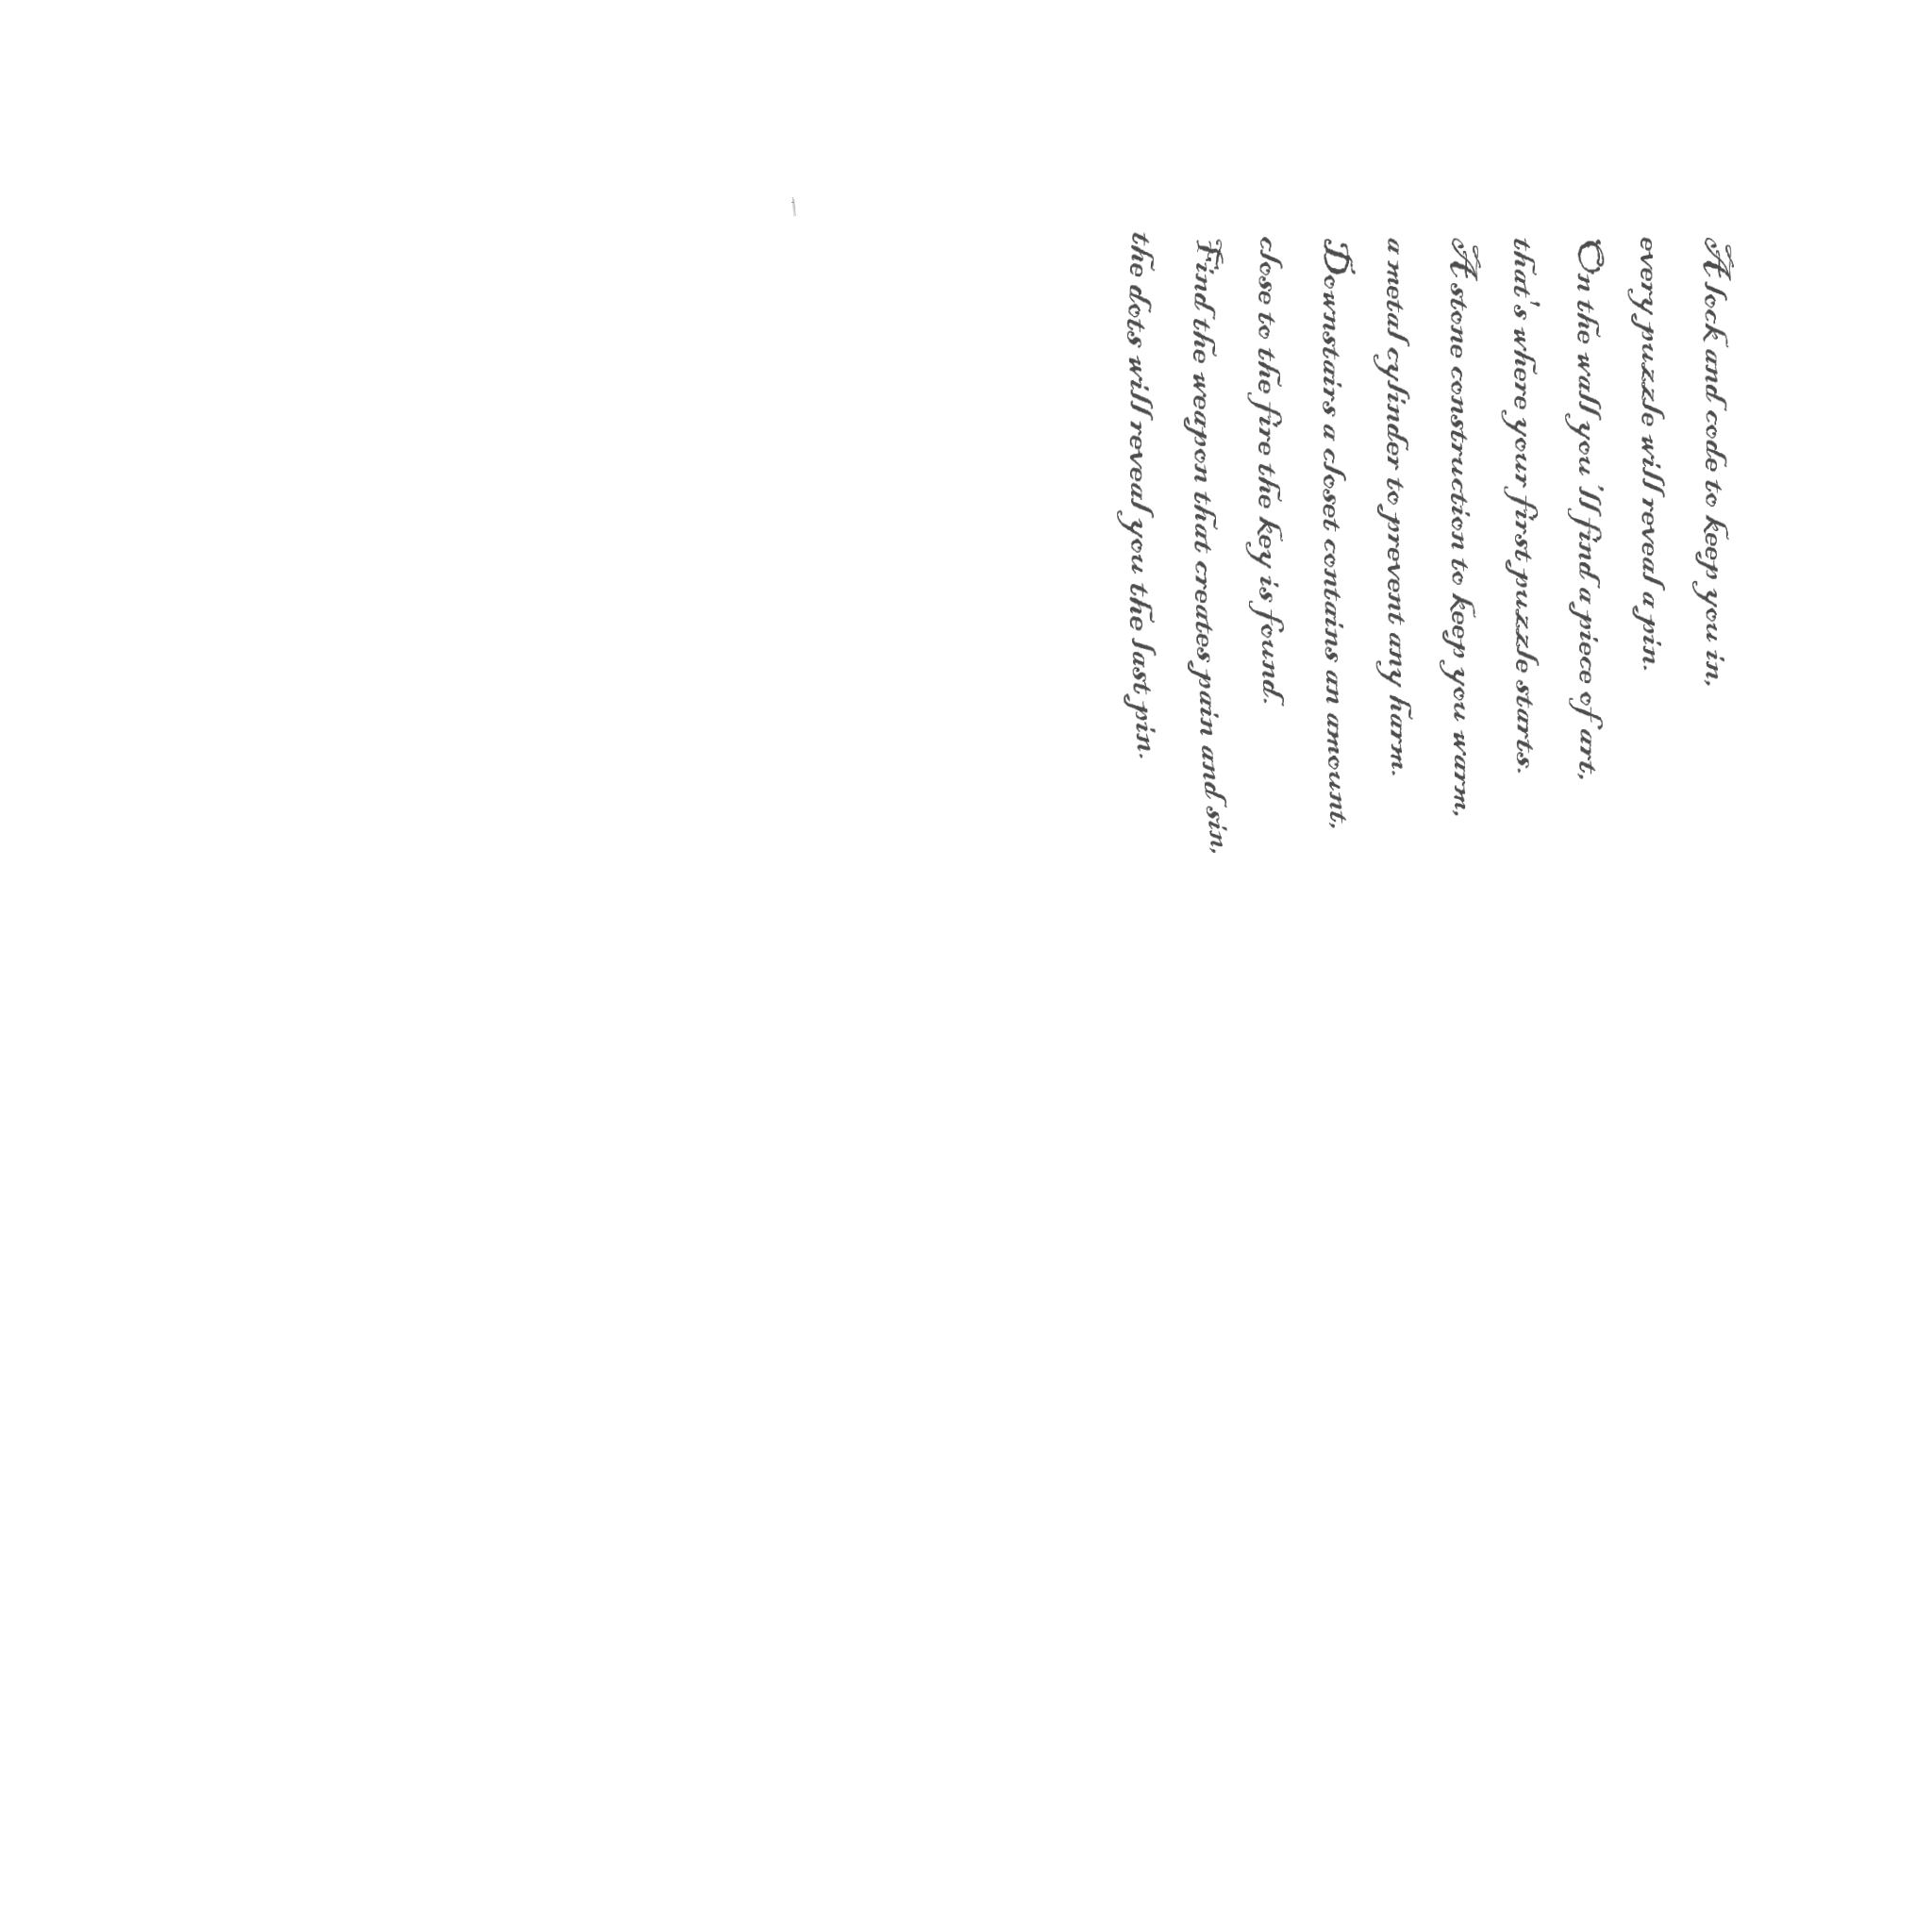 A lock and code to keep you in,
every puzzle will reveal a pin.
On the wall you 'll find a piece of art,
that's where your first puzzle starts.
A stone construction to keep you warm,
a metal cylinder to prevent any harm.
Downstairs a closet contains an amount,
close to the fire the key is found.
Find the weapon that creates pain and sin,
the dots will reveal you the last pin.